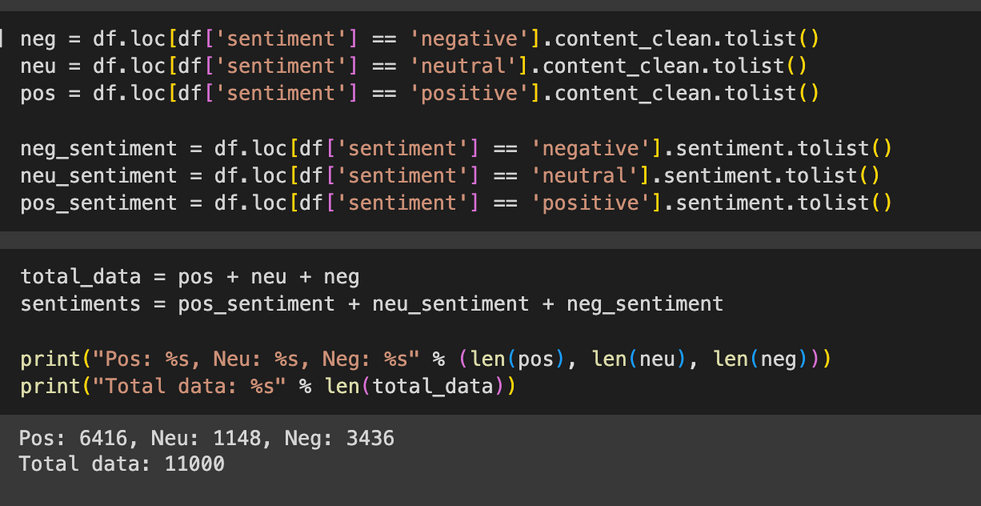 neg = df.loc[df['sentiment'] == 'negative'].content_clean.tolist()
neu = df.loc[df['sentiment'] == 'neutral'].content_clean.tolist()
pos = df.loc[df['sentiment'] == 'positive'].content_clean.tolist()
neg_sentiment = df.loc[df['sentiment'] == 'negative'].sentiment.tolist()
neu_sentiment = df.loc[df['sentiment'] == 'neutral'].sentiment.tolist()
pos_sentiment = df.loc[df['sentiment'] == 'positive'].sentiment.tolist()
total_data = pos + neu + neg
sentiments = pos_sentiment + neu_sentiment + neg_sentiment
print("Pos: %s, Neu: %s, Neg: %s" % (len(pos), len(neu), len(neg)))
print("Total data: %s" % len(total_data))
Pos: 6416, Neu: 1148, Neg: 3436
Total data: 11000